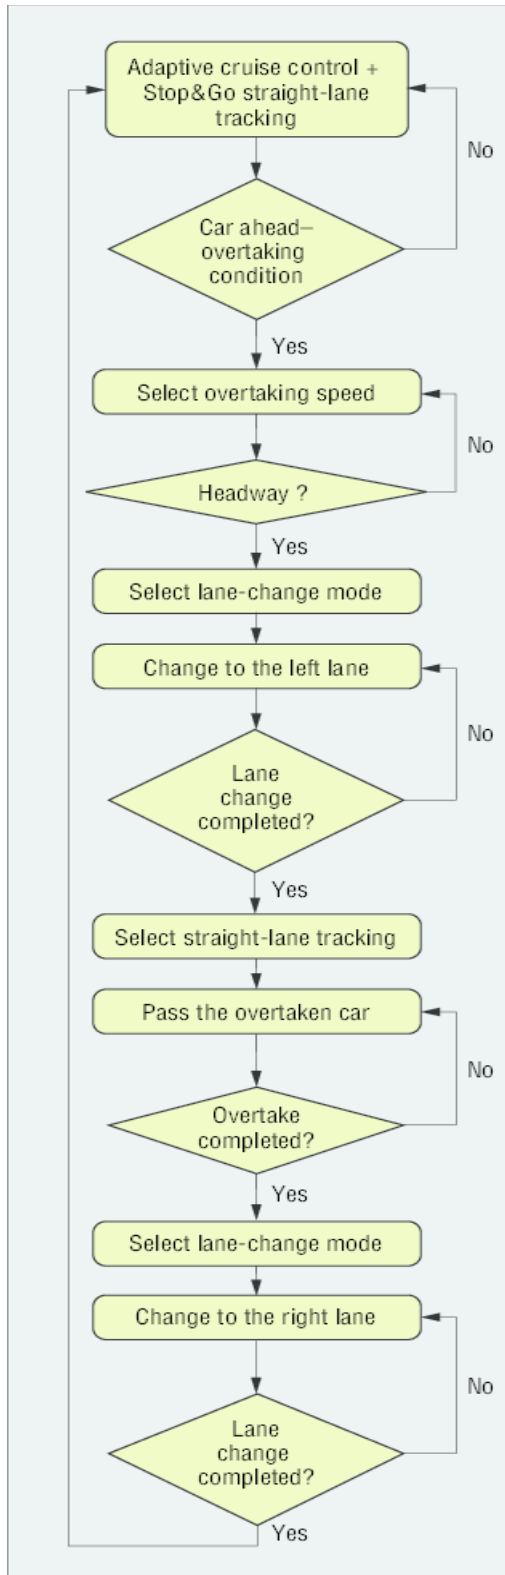 Adaptive cruise control +
Stop&Go straight-lane
tracking
No
Car ahead–
overtaking
condition
Yes
Select overtaking speed
No
Headway ?
Yes
Select lane-change mode
Change to the left lane
No
Lane
change
completed?
Yes
Select straight-lane tracking
Pass the overtaken car
No
Overtake
completed?
Yes
Select lane-change mode
Change to the right lane
No
Lane
change
completed?
Yes